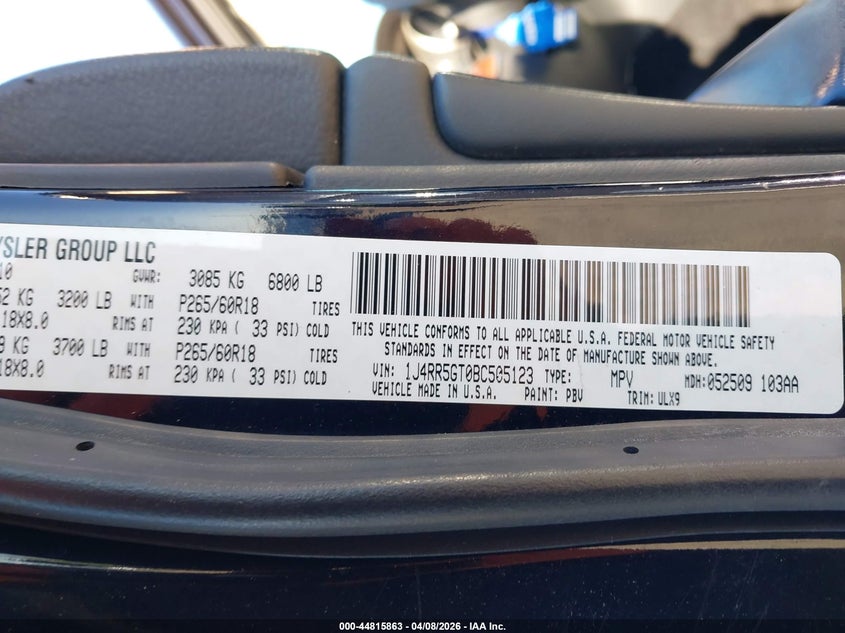 YSLER GROUP LLC
10 GVWR: 3085 KG 6800 LB
52 KG 3200 LB WITH P265/60R18 TIRES
18X8.0 RIMS AT 230 KPA ( 33 PSI) COLD
KG 3700 LB WITH P265/60R18 TIRES
18X8.0 RIMS AT 230 KPA ( 33 PSI) COLD
THIS VEHICLE CONFORMS TO ALL APPLICABLE U.S.A. FEDERAL MOTOR VEHICLE SAFETY
STANDARDS IN EFFECT ON THE DATE OF MANUFACTURE SHOWN ABOVE.
VIN: 1J4RR5GT0BC505123 TYPE: MPV MDH:052509 103AA
VEHICLE MADE IN U.S.A. PAINT: PBV TRIM: ULX9
000-44815863 - 04/08/2026 - IAA Inc.